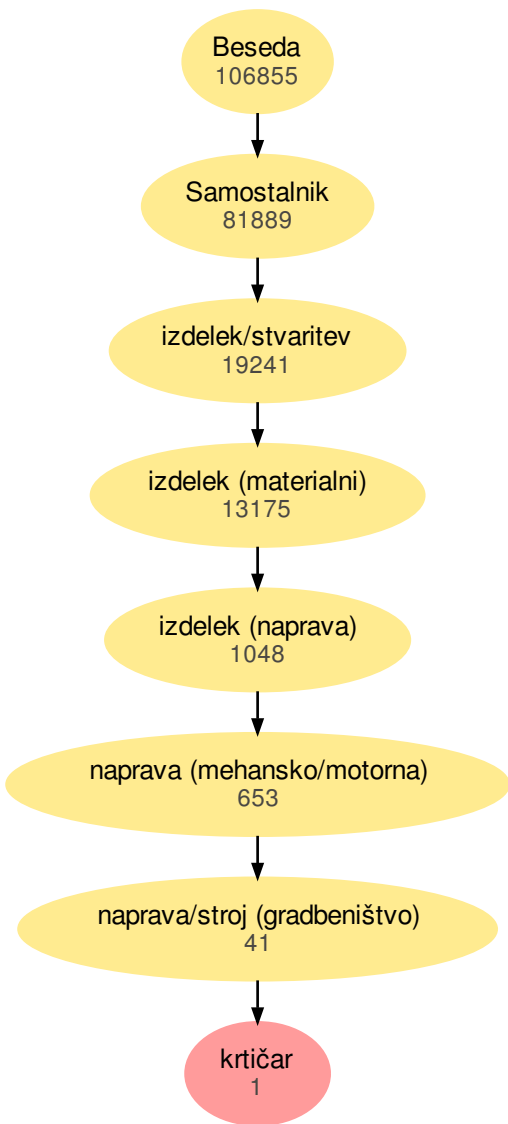 Beseda
106855
Samostalnik
81889
izdelek/stvaritev
19241
izdelek (materialni)
13175
izdelek (naprava)
1048
naprava (mehansko/motorna)
653
naprava/stroj (gradbeništvo)
41
krtičar
1